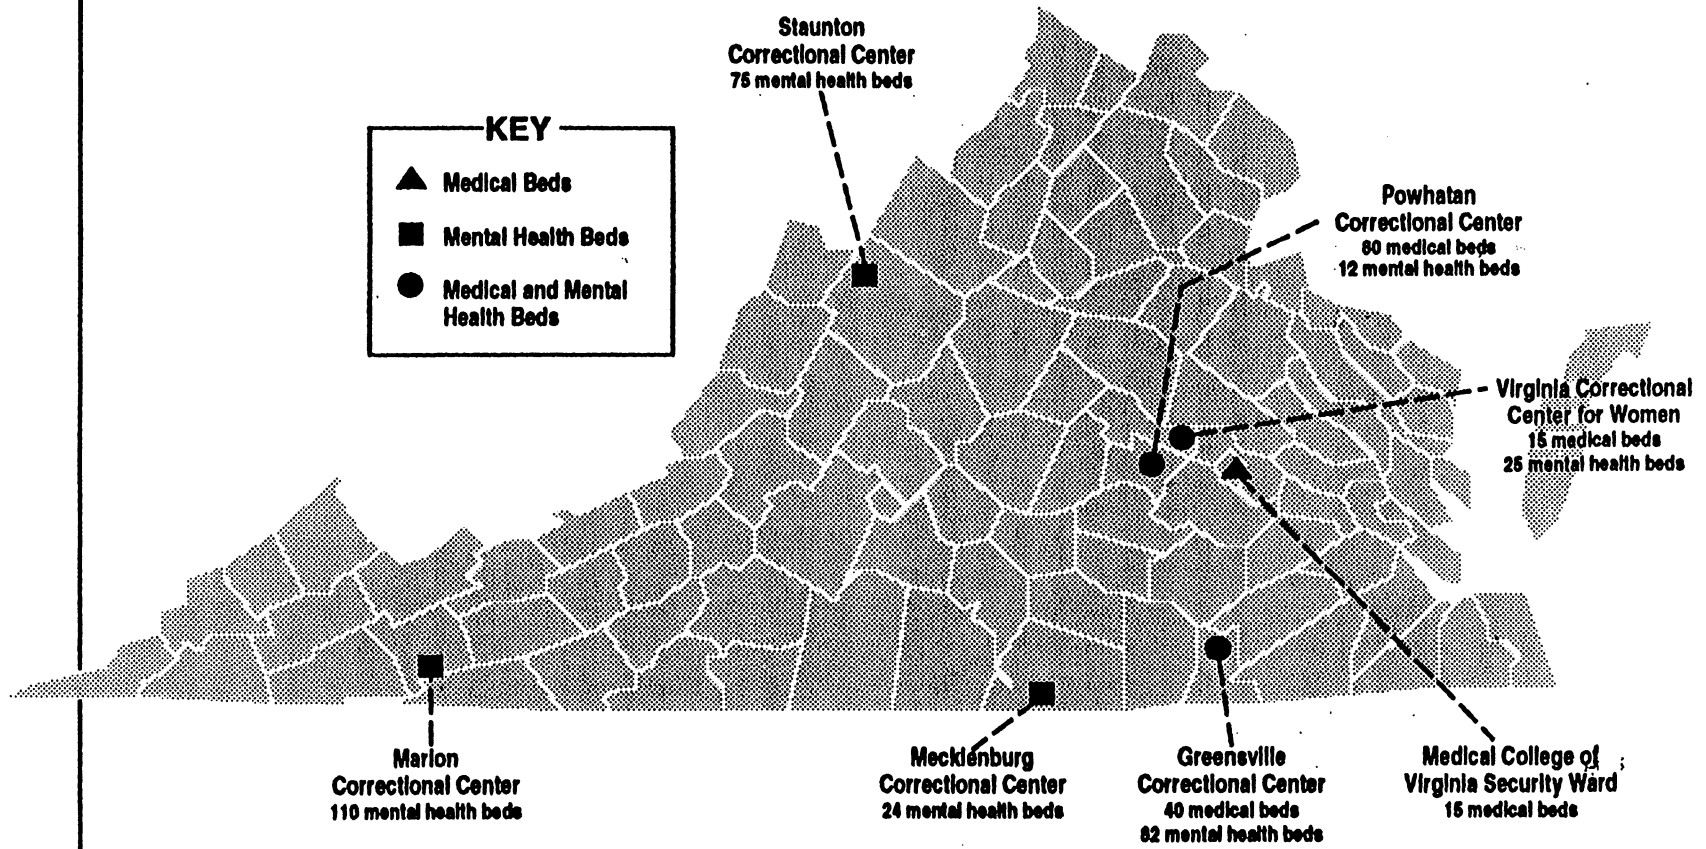 Staunton
Correctional Center
75 mental health beds
KEY
Medical Beds
Mental Health Beds
Medical and Mental
Health Beds
Powhatan
Correctional Center
80 medical beds
12 mental health beds
Virginia Correctional
Center for Women
15 medical beds
25 mental health beds
Marion
Correctional Center
110 mental health beds
Mecklenburg
Correctional Center
24 mental health beds
Greensville
Correctional Center
40 medical beds
82 mental health beds
Medical College of
Virginia Security Ward
15 medical beds